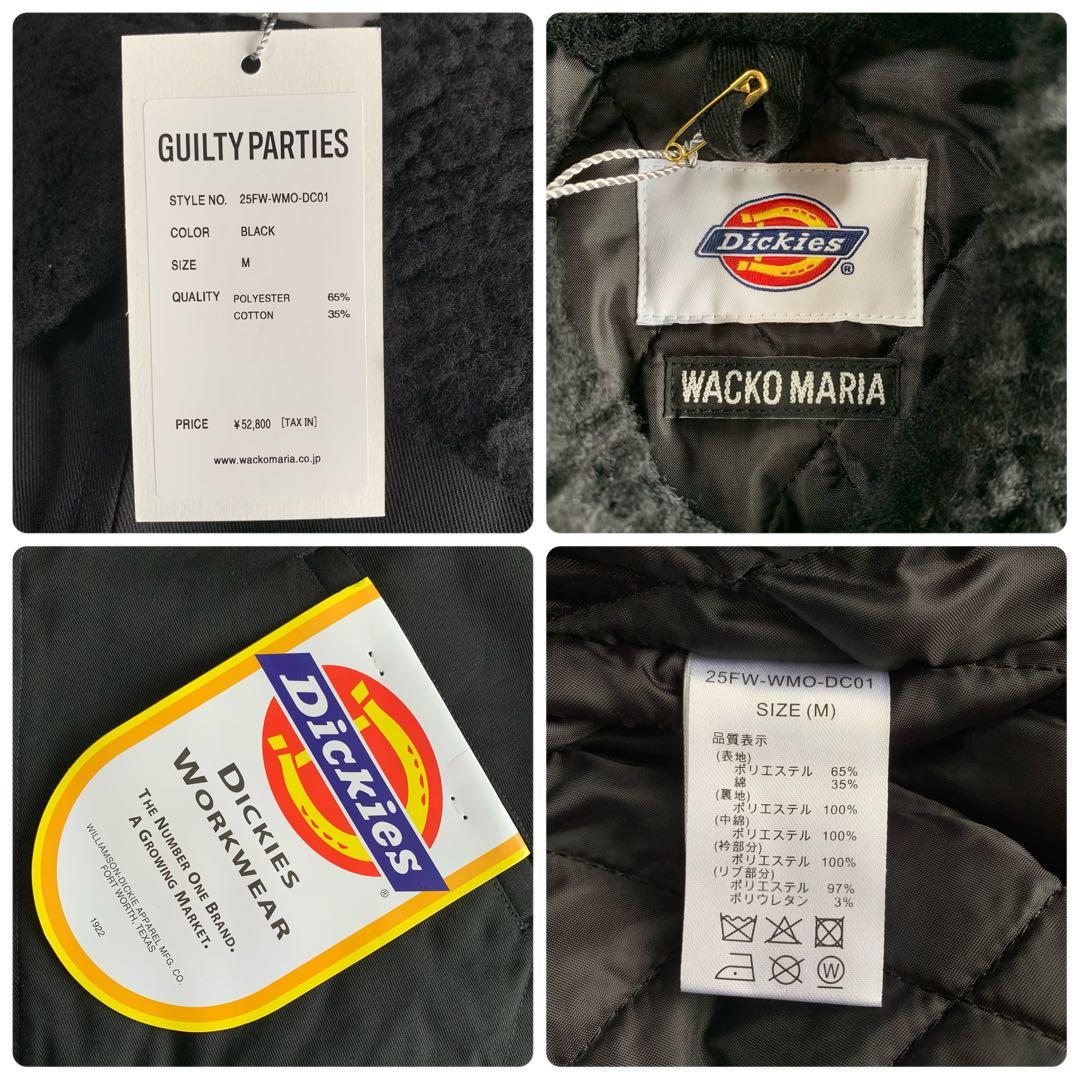 GUILTY PARTIES
STYLE NO. 25FW-WMO-DC01
COLOR BLACK
SIZE M
QUALITY POLYESTER 65%
COTTON 35%
PRICE ¥52,800 [TAX IN]
www.wackomaria.co.jp
Dickies®
WACKO MARIA
Dickies®
DICKIES
WORKWEAR
THE NUMBER ONE BRAND.
A GROWING MARKET.
WILLIAMSON-DICKIE APPAREL MFG. CO.
FORT WORTH, TEXAS
1922
25FW-WMO-DC01
SIZE (M)
品質表示
(表地)
ポリエステル 65%
綿 35%
(裏地)
ポリエステル 100%
(中綿)
ポリエステル 100%
(衿部分)
ポリエステル 100%
(リブ部分)
ポリエステル 97%
ポリウレタン 3%
W